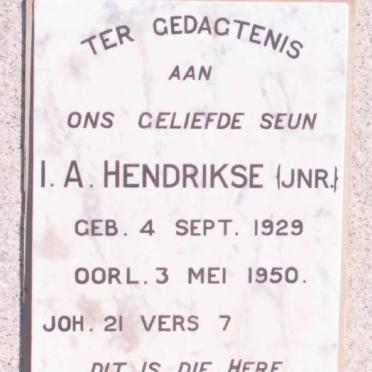 TER GEDAGTENIS
AAN
ONS GELIEFDE SEUN
I. A. HENDRIKSE (JNR.)
GEB. 4 SEPT. 1929
OORL. 3 MEI 1950.
JOH. 21 VERS 7
DIT IS DIE HERE